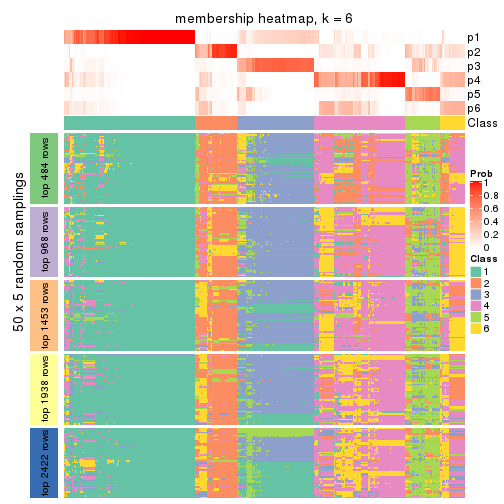 membership heatmap, k = 6
p1
p2
p3
p4
p5
p6
Class
50 x 5 random samplings
top 484 rows
top 968 rows
top 1453 rows
top 1938 rows
top 2422 rows
Prob
1
0.8
0.6
0.4
0.2
0
Class
1
2
3
4
5
6